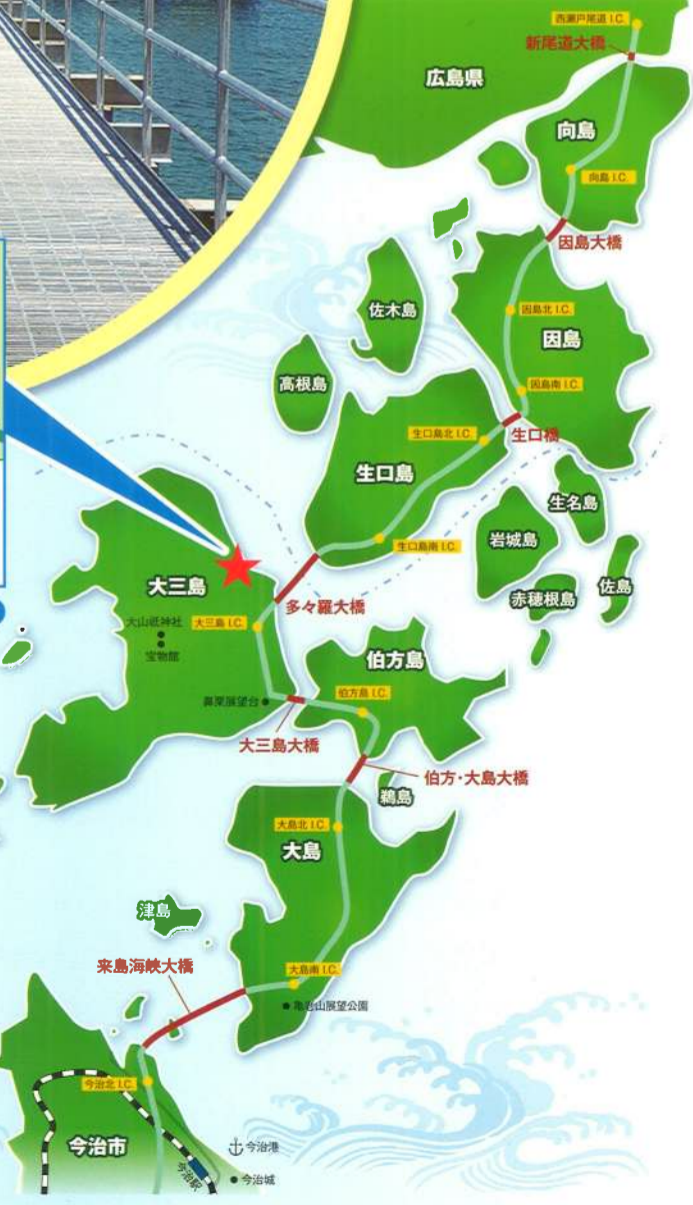 西瀬戸尾道 I.C.
新尾道大橋
広島県
向島
向島 I.C.
因島大橋
佐木島
因島北 I.C.
因島
高根島
因島南 I.C.
生口島北 I.C.
生口橋
生口島
生名島
岩城島
生口島南 I.C.
佐島
大三島
赤穂根島
多々羅大橋
大山祇神社
大三島 I.C.
宝物館
伯方島
伯方島 I.C.
鼻栗展望台
大三島大橋
伯方・大島大橋
鵜島
大島北 I.C.
大島
津島
来島海峡大橋
大島南 I.C.
亀老山展望公園
今治北 I.C.
今治市
今治港
今治駅
今治城